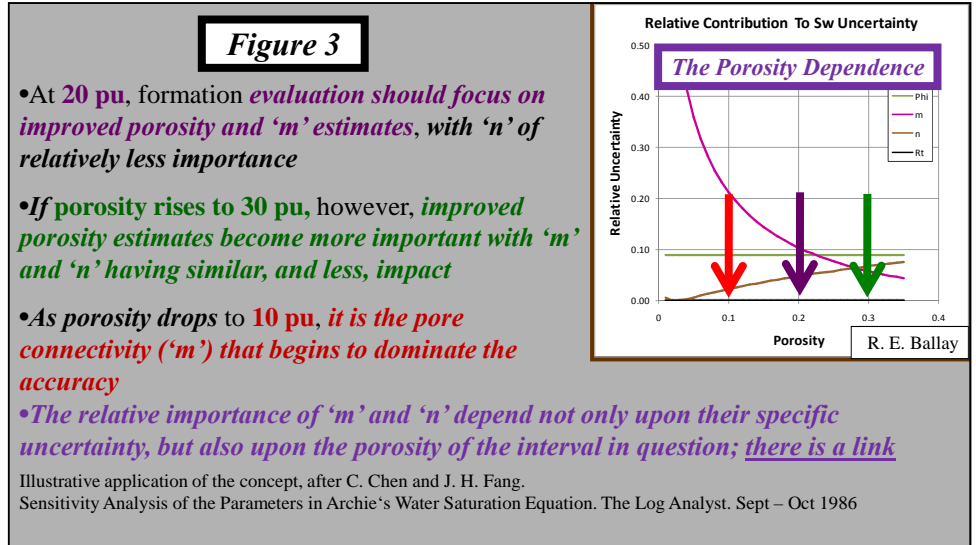 Figure 3
•At 20 pu, formation evaluation should focus on
improved porosity and ‘m’ estimates, with ‘n’ of
relatively less importance
•If porosity rises to 30 pu, however, improved
porosity estimates become more important with ‘m’
and ‘n’ having similar, and less, impact
•As porosity drops to 10 pu, it is the pore
connectivity (‘m’) that begins to dominate the
accuracy
•The relative importance of ‘m’ and ‘n’ depend not only upon their specific
uncertainty, but also upon the porosity of the interval in question; there is a link
Illustrative application of the concept, after C. Chen and J. H. Fang.
Sensitivity Analysis of the Parameters in Archie‘s Water Saturation Equation. The Log Analyst. Sept – Oct 1986
Relative Contribution To Sw Uncertainty
The Porosity Dependence
Relative Uncertainty
0.50
0.40
0.30
0.20
0.10
0.00
Phi
m
n
Rt
0 0.1 0.2 0.3 0.4
Porosity
R. E. Ballay